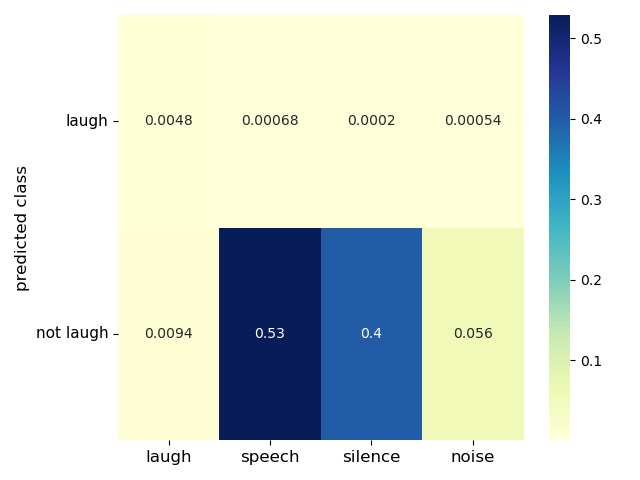 laugh
0.0048 0.00068 0.0002 0.00054
not laugh
0.0094 0.53 0.4 0.056
laugh speech silence noise
predicted class
0.5
0.4
0.3
0.2
0.1